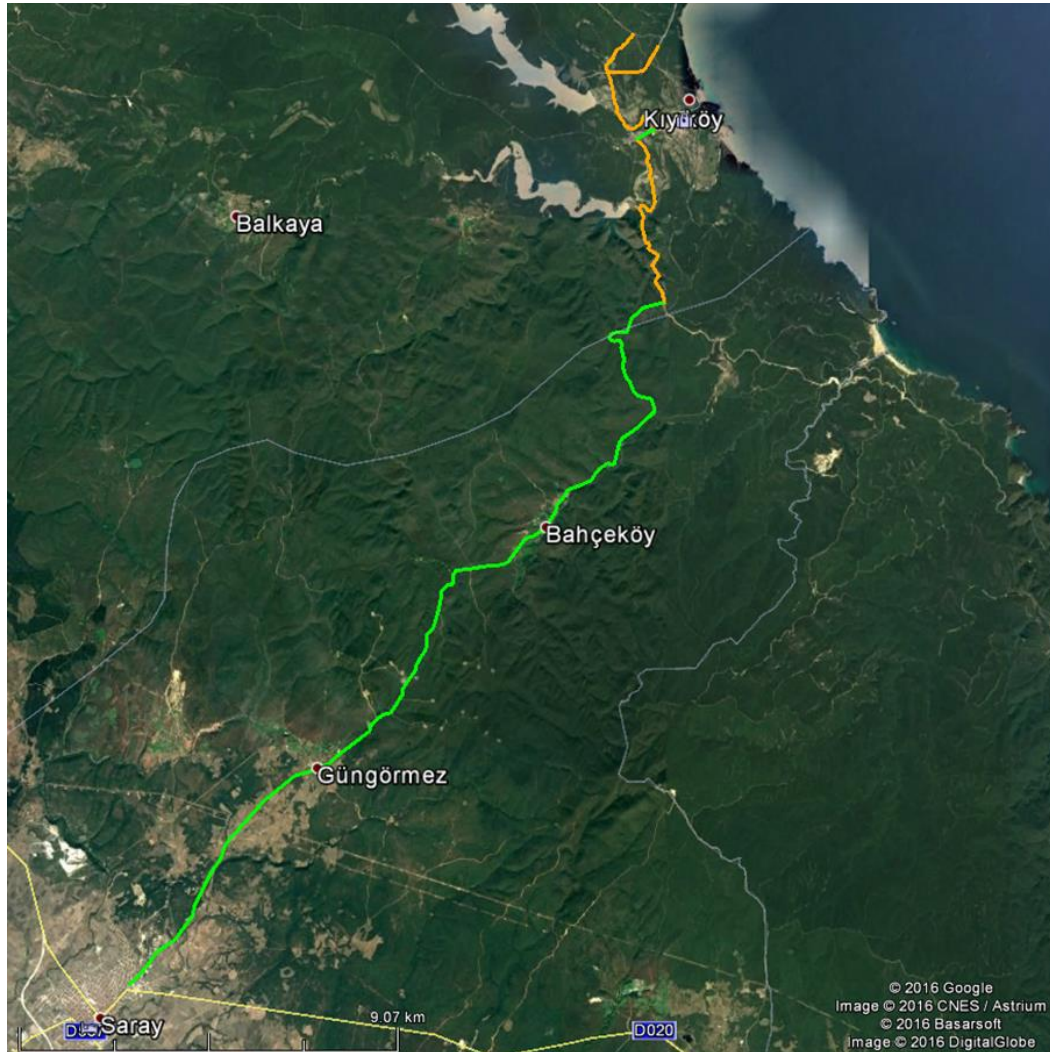 Kıyıköy
Balkaya
Bahçeköy
Güngörmez
9.07 km
Saray
D020
© 2016 Google
Image © 2016 CNES / Astrium
© 2016 Basarsoft
Image © 2016 DigitalGlobe